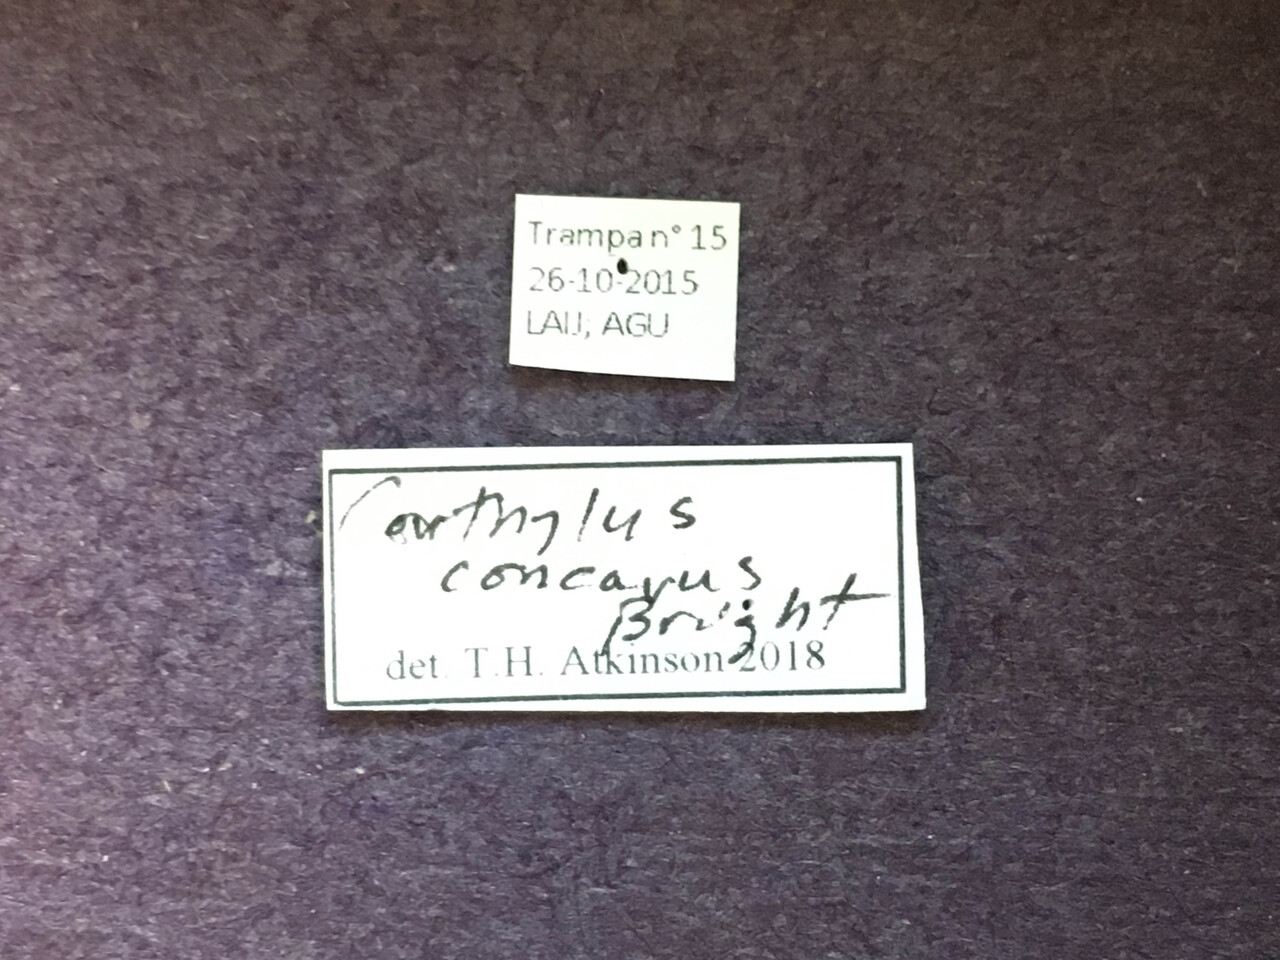 Trampa n° 15
26-10-2015
LAIJ; AGU
Corthylus
concavus
Bright
det. T.H. Atkinson 2018